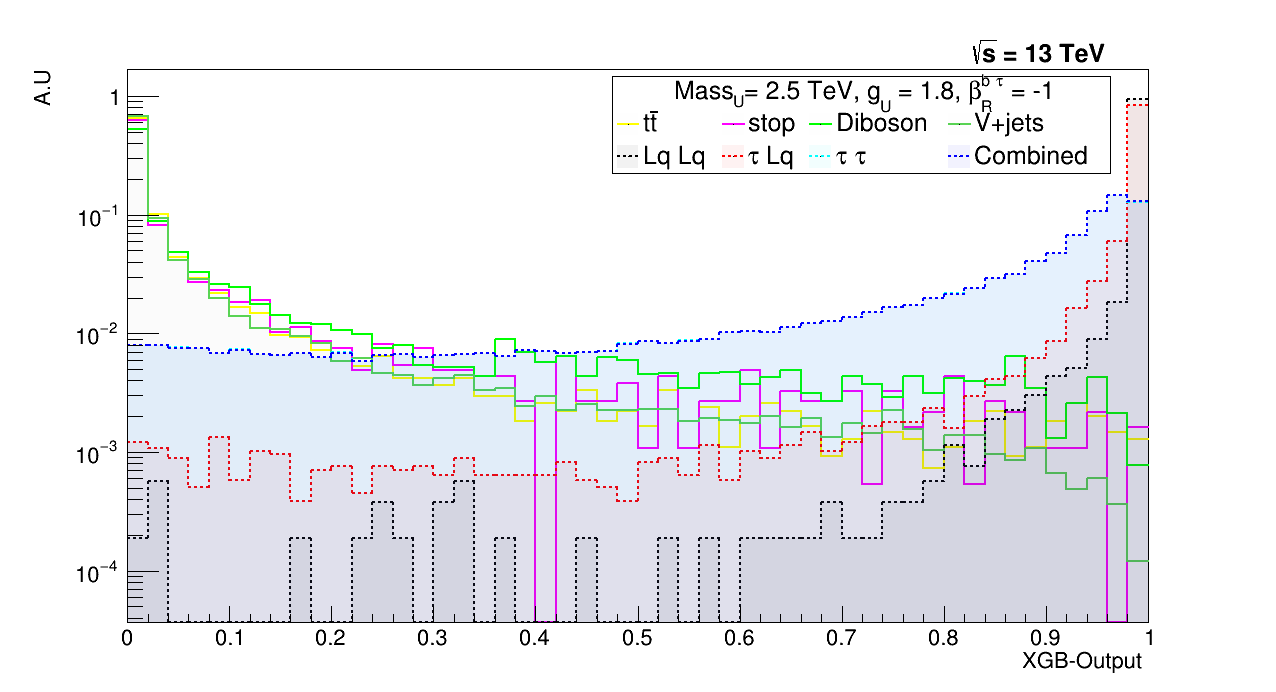 √s = 13 TeV
A.U
Mass_U= 2.5 TeV, g_U = 1.8, β_R^{b τ} = -1
tt̄ stop Diboson V+jets
Lq Lq τ Lq τ τ Combined
1
10⁻¹
10⁻²
10⁻³
10⁻⁴
0 0.1 0.2 0.3 0.4 0.5 0.6 0.7 0.8 0.9 1
XGB-Output